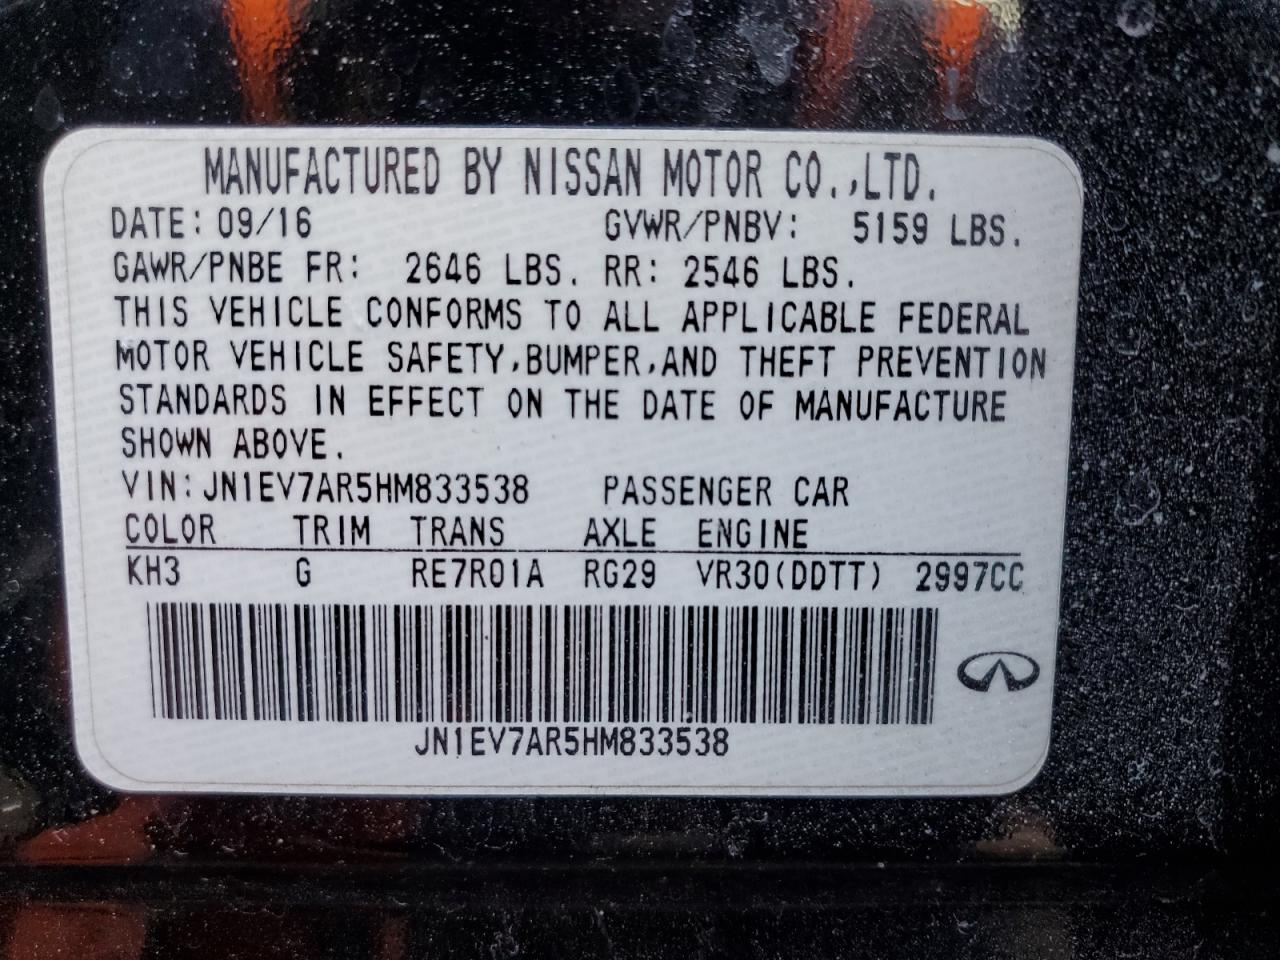 MANUFACTURED BY NISSAN MOTOR CO.,LTD.
DATE: 09/16 GVWR/PNBV: 5159 LBS.
GAWR/PNBE FR: 2646 LBS. RR: 2546 LBS.
THIS VEHICLE CONFORMS TO ALL APPLICABLE FEDERAL
MOTOR VEHICLE SAFETY,BUMPER,AND THEFT PREVENTION
STANDARDS IN EFFECT ON THE DATE OF MANUFACTURE
SHOWN ABOVE.
VIN: JN1EV7AR5HM833538 PASSENGER CAR
COLOR TRIM TRANS AXLE ENGINE
KH3 G RE7R01A RG29 VR30(DDTT) 2997CC
JN1EV7AR5HM833538